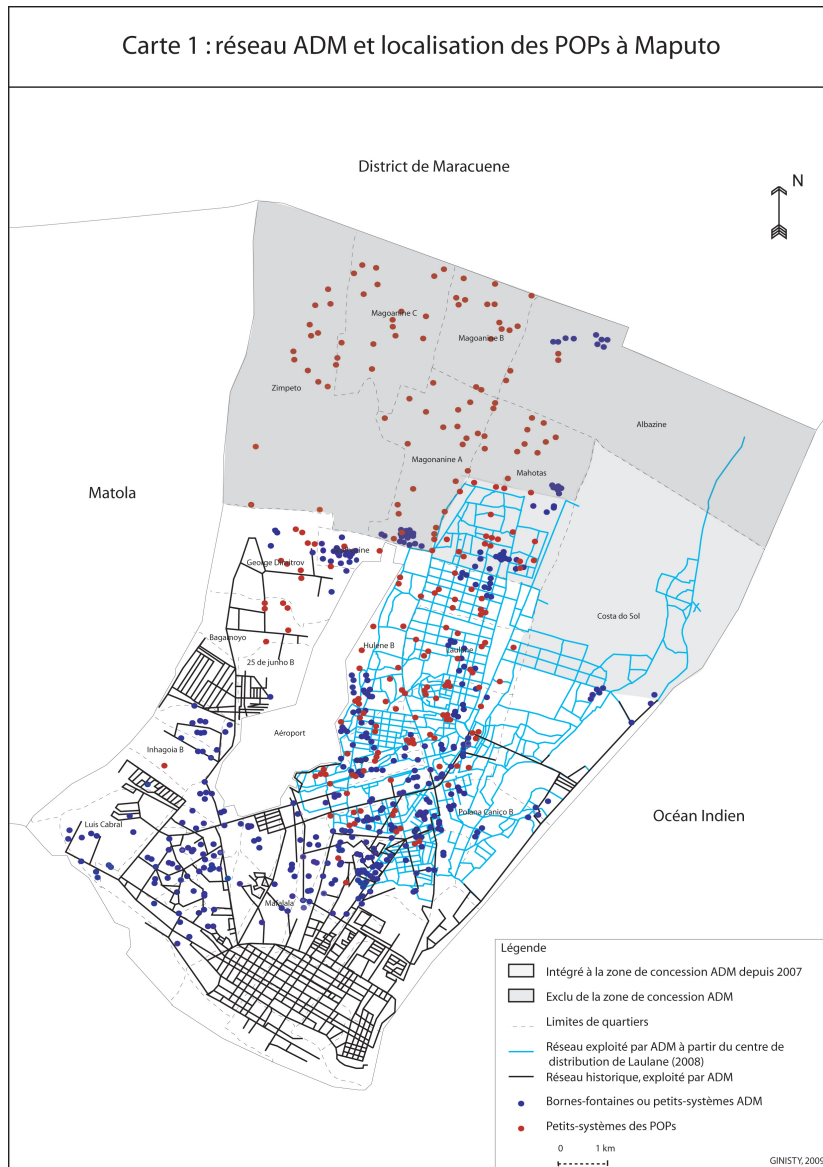 Carte 1 : réseau ADM et localisation des POPs à Maputo
District de Maracuene
N
Magoanine C
Magoanine B
Zimpeto
Albazine
Magonanine A
Mahotas
Matola
George Dimitrov
Costa do Sol
Bagamoyo
Hulene B
Laulane
25 de junho B
Aéroport
Inhagoia B
Océan Indien
Luis Cabral
Polana Caniço B
Mafalala
Légende
Intégré à la zone de concession ADM depuis 2007
Exclu de la zone de concession ADM
Limites de quartiers
Réseau exploité par ADM à partir du centre de
distribution de Laulane (2008)
Réseau historique, exploité par ADM
Bornes-fontaines ou petits-systèmes ADM
Petits-systèmes des POPs
0 1 km
GINISTY, 2009